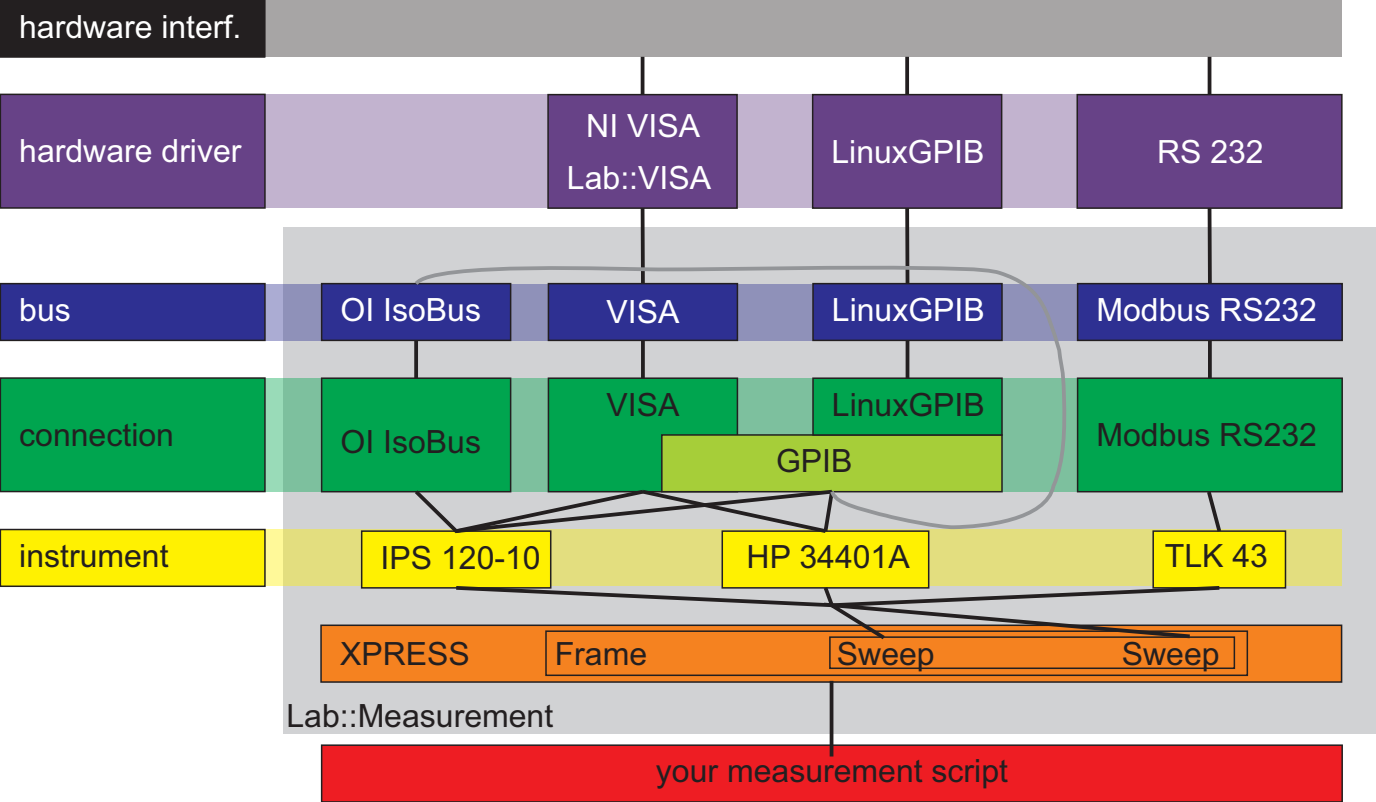 hardware interf.
hardware driver
NI VISA
Lab::VISA
LinuxGPIB
RS 232
bus
OI IsoBus
VISA
LinuxGPIB
Modbus RS232
connection
OI IsoBus
VISA
LinuxGPIB
GPIB
Modbus RS232
instrument
IPS 120-10
HP 34401A
TLK 43
XPRESS
Frame
Sweep
Sweep
Lab::Measurement
your measurement script